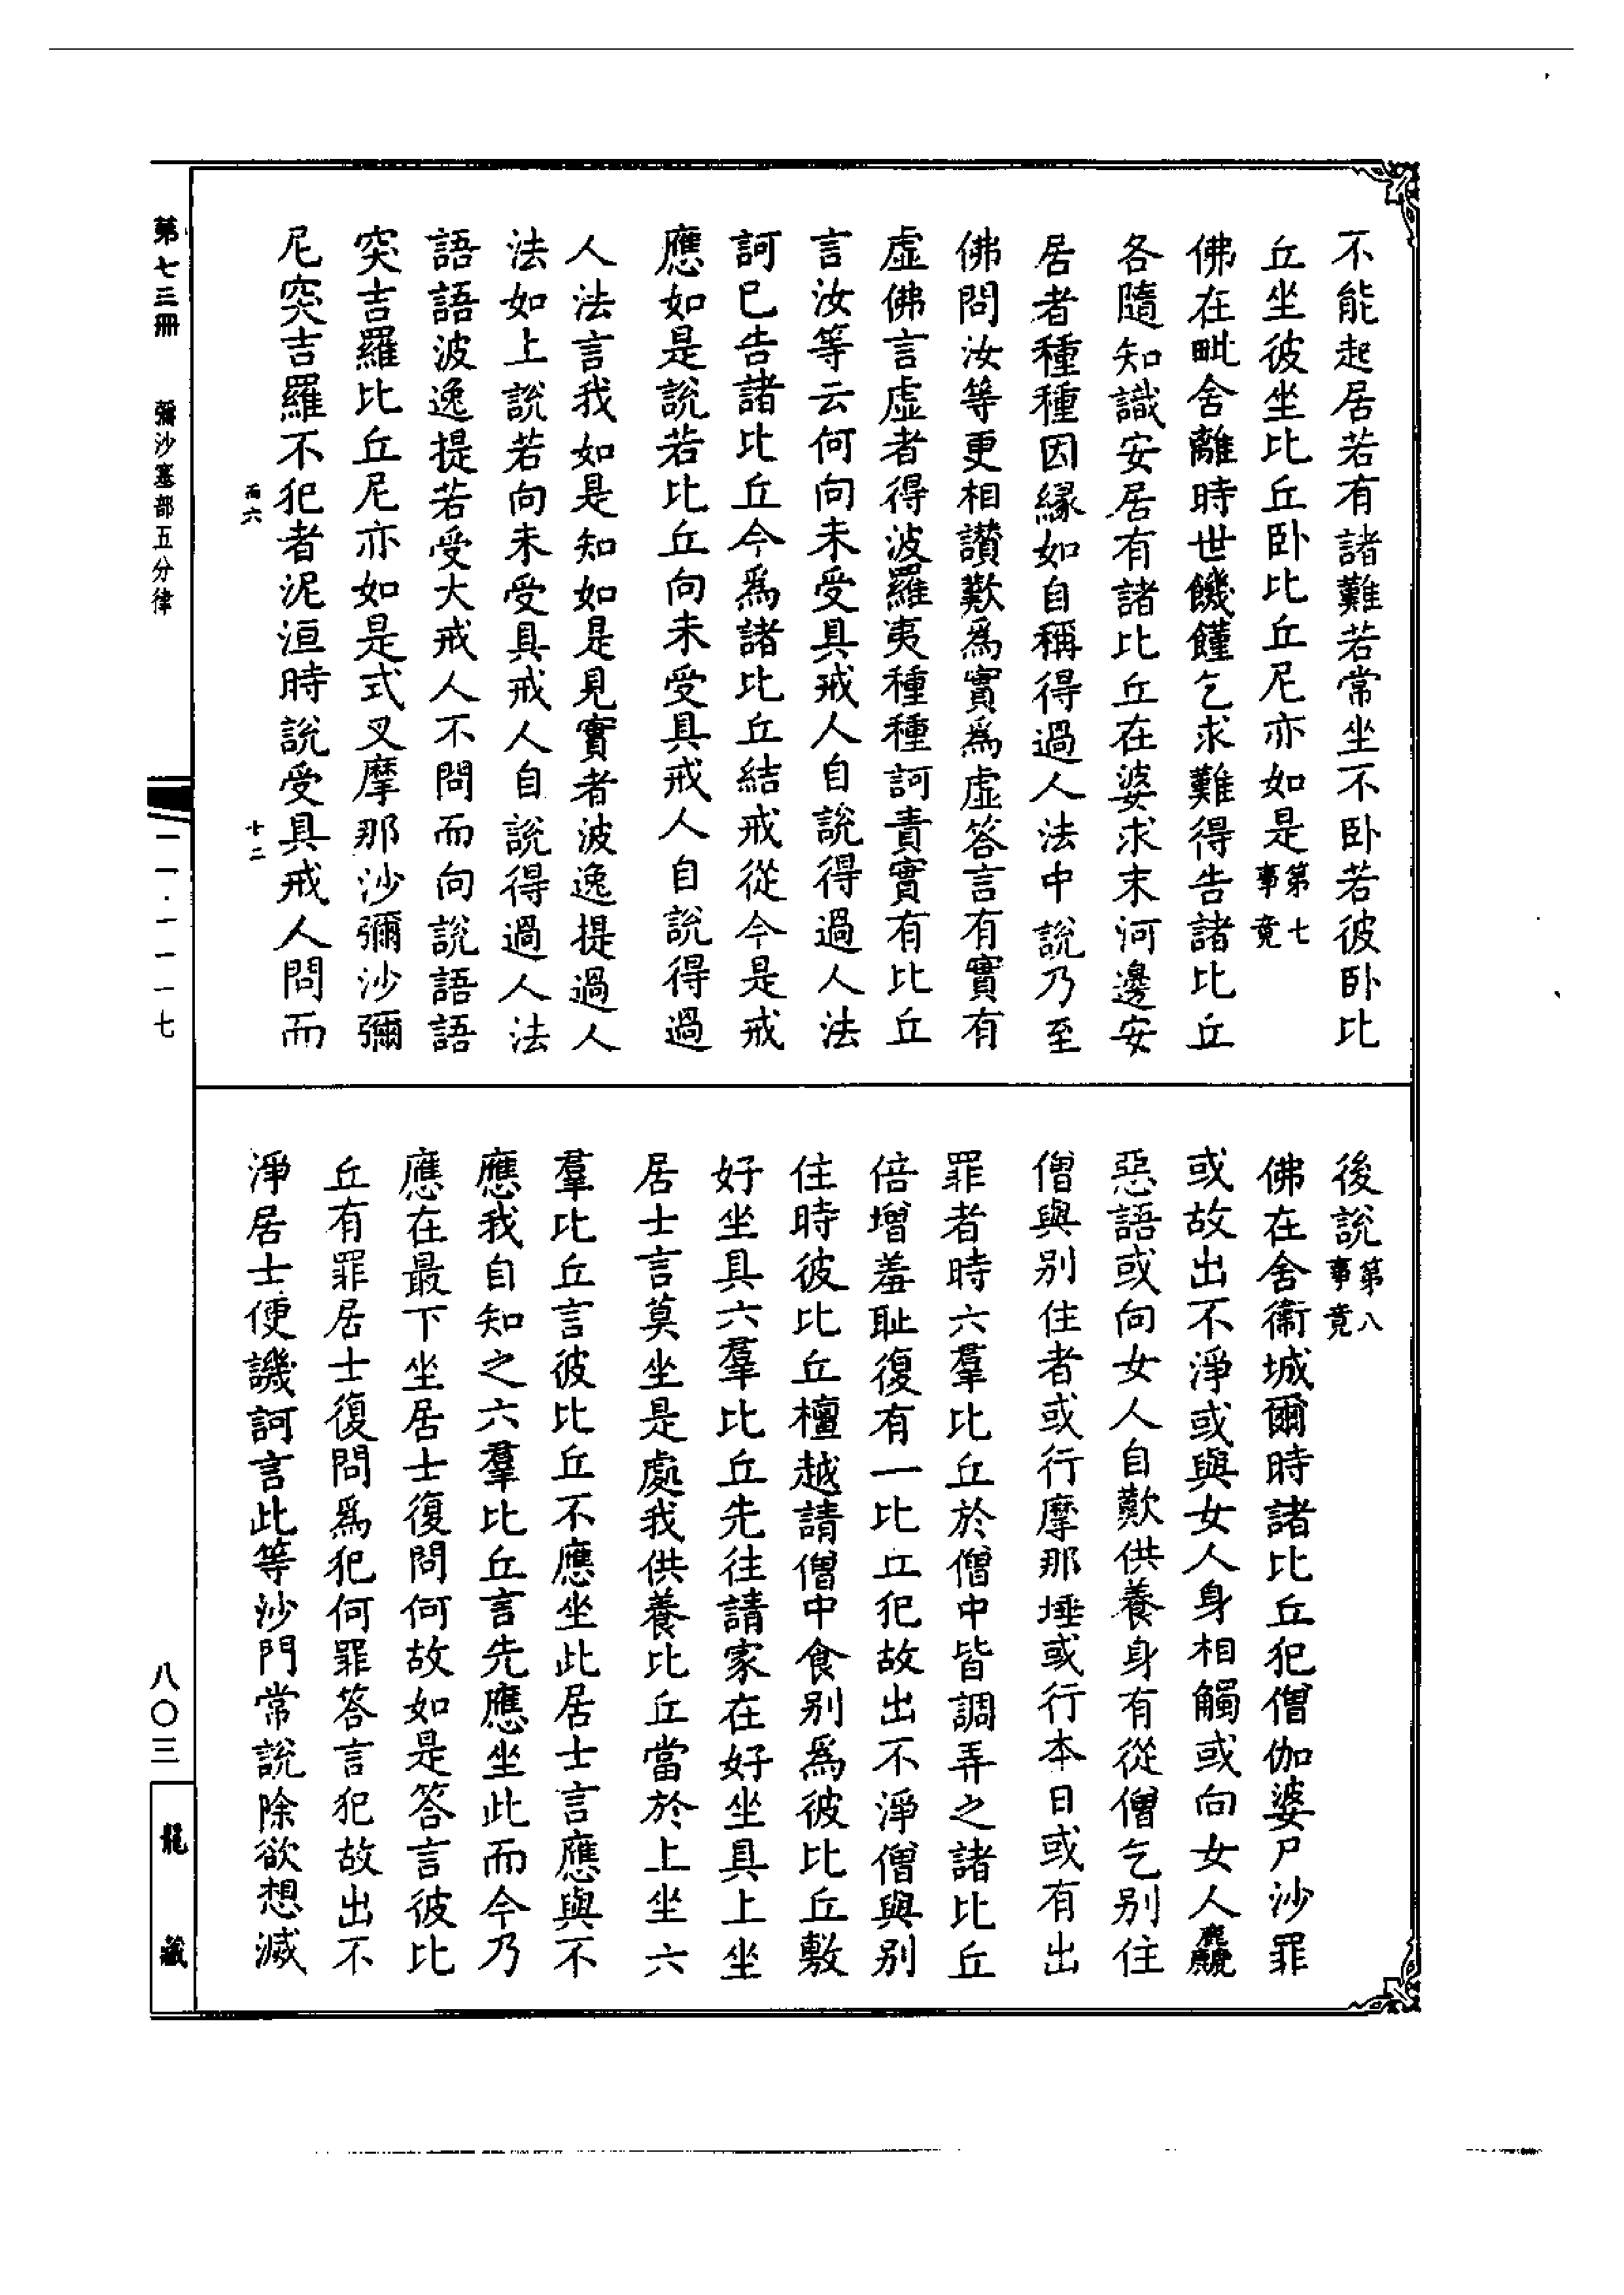 不能起居若有諸難若常坐不卧若彼卧比
丘坐彼坐比丘卧比丘尼亦如是第七事竟
佛在毗舍離時世饑饉乞求難得告諸比丘
各隨知識安居有諸比丘在婆求末河邊安
居者種種因緣如自稱得過人法中說乃至
佛問汝等更相讃歎爲實爲虛答言有實有
虛佛言虛者得波羅夷種種訶責實有比丘
言汝等云何向未受具戒人自說得過人法
訶已告諸比丘今爲諸比丘結戒從今是戒
應如是說若比丘向未受具戒人自說得過
人法言我如是知如是見實者波逸提過人
法如上說若向未受具戒人自說得過人法
語語波逸提若受大戒人不問而向說語語
突吉羅比丘尼亦如是式叉摩那沙彌沙彌
尼突吉羅不犯者泥洹時說受具戒人問而
後說第八事竟
佛在舍衞城爾時諸比丘犯僧伽婆尸沙罪
或故出不淨或與女人身相觸或向女人麤
惡語或向女人自歎供養身有從僧乞別住
僧與别住者或行摩那埵或行本日或有出
罪者時六羣比丘於僧中皆調弄之諸比丘
倍增羞恥復有一比丘犯故出不淨僧與别
住時彼比丘檀越請僧中食别爲彼比丘敷
好坐具六羣比丘先往請家在好坐具上坐
居士言莫坐是處我供養比丘當於上坐六
羣比丘言彼比丘不應坐此居士言應與不
應我自知之六羣比丘言先應坐此而今乃
應在最下坐居士復問何故如是答言彼比
丘有罪居士復問爲犯何罪答言犯故出不
淨居士便譏訶言此等沙門常說除欲想滅
而六
十二
第七三冊
彌沙塞部五分律
一一·一一一七
八〇三
龍藏